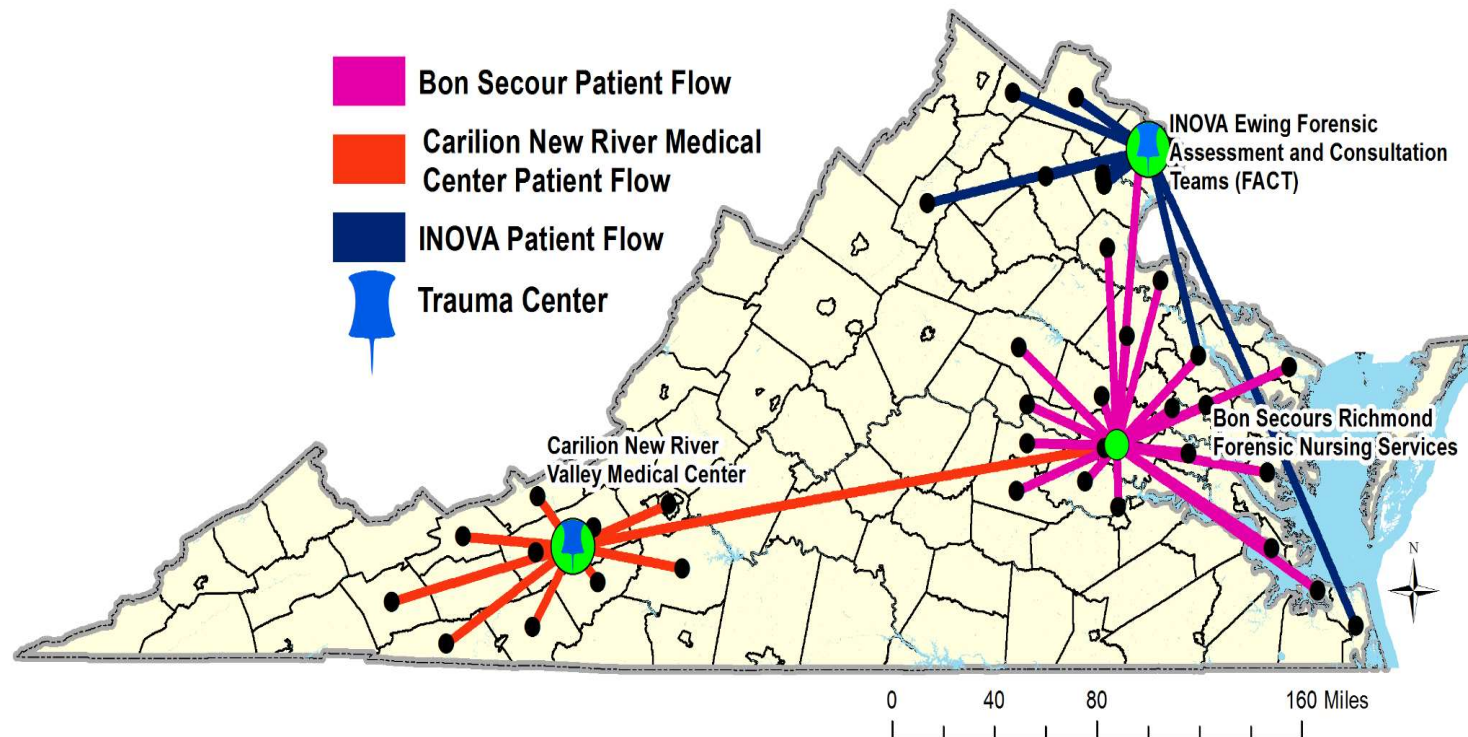 Bon Secour Patient Flow
Carilion New River Medical
Center Patient Flow
INOVA Patient Flow
Trauma Center
INOVA Ewing Forensic
Assessment and Consultation
Teams (FACT)
Carilion New River
Valley Medical Center
Bon Secours Richmond
Forensic Nursing Services
N
0 40 80 160 Miles